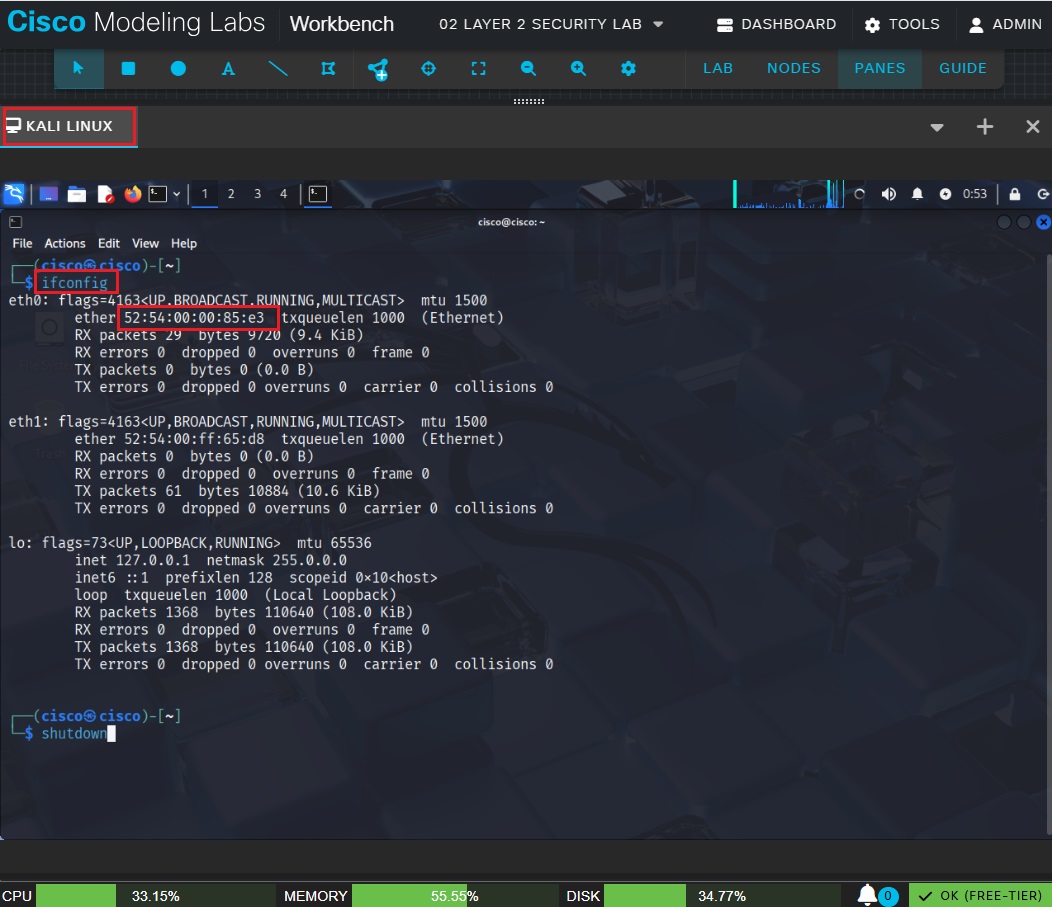 Cisco Modeling Labs Workbench 02 LAYER 2 SECURITY LAB DASHBOARD TOOLS ADMIN
A LAB NODES PANES GUIDE
KALI LINUX
1 2 3 4 0:53
cisco@cisco: ~
File Actions Edit View Help
(cisco㉿cisco)-[~]
$ ifconfig
eth0: flags=4163<UP,BROADCAST,RUNNING,MULTICAST>  mtu 1500
ether 52:54:00:00:85:e3  txqueuelen 1000  (Ethernet)
RX packets 29  bytes 9720 (9.4 KiB)
RX errors 0  dropped 0  overruns 0  frame 0
TX packets 0  bytes 0 (0.0 B)
TX errors 0  dropped 0 overruns 0  carrier 0  collisions 0
eth1: flags=4163<UP,BROADCAST,RUNNING,MULTICAST>  mtu 1500
ether 52:54:00:ff:65:d8  txqueuelen 1000  (Ethernet)
RX packets 0  bytes 0 (0.0 B)
RX errors 0  dropped 0  overruns 0  frame 0
TX packets 61  bytes 10884 (10.6 KiB)
TX errors 0  dropped 0 overruns 0  carrier 0  collisions 0
lo: flags=73<UP,LOOPBACK,RUNNING>  mtu 65536
inet 127.0.0.1  netmask 255.0.0.0
inet6 ::1  prefixlen 128  scopeid 0×10<host>
loop  txqueuelen 1000  (Local Loopback)
RX packets 1368  bytes 110640 (108.0 KiB)
RX errors 0  dropped 0  overruns 0  frame 0
TX packets 1368  bytes 110640 (108.0 KiB)
TX errors 0  dropped 0 overruns 0  carrier 0  collisions 0
(cisco㉿cisco)-[~]
$ shutdown
CPU 33.15% MEMORY 55.55% DISK 34.77% 0 OK (FREE-TIER)